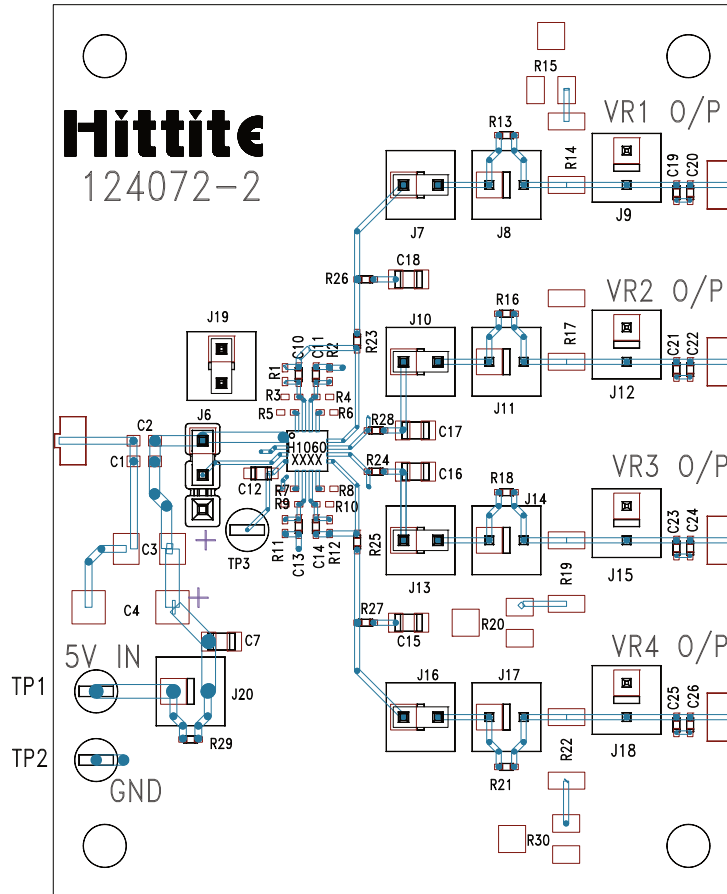 Hittite
124072-2
R15
VR1 O/P
R13
R14
C19
C20
J7
J8
J9
R26
C18
VR2 O/P
J19
R16
R17
C21
C22
J10
R23
C10
C11
R2
R1
J11
J12
R3
R4
J6
R5
R6
R28
C17
C2
H1060
XXXX
C1
R24
C16
VR3 O/P
C12
R7
R8
R18
R9
R10
J14
C23
C24
C3
TP3
R11
C13
C14
R12
R25
J13
J15
R19
C4
R27
C15
R20
5V IN
C7
VR4 O/P
TP1
J20
J16
J17
C25
C26
R29
R22
J18
TP2
R21
GND
R30